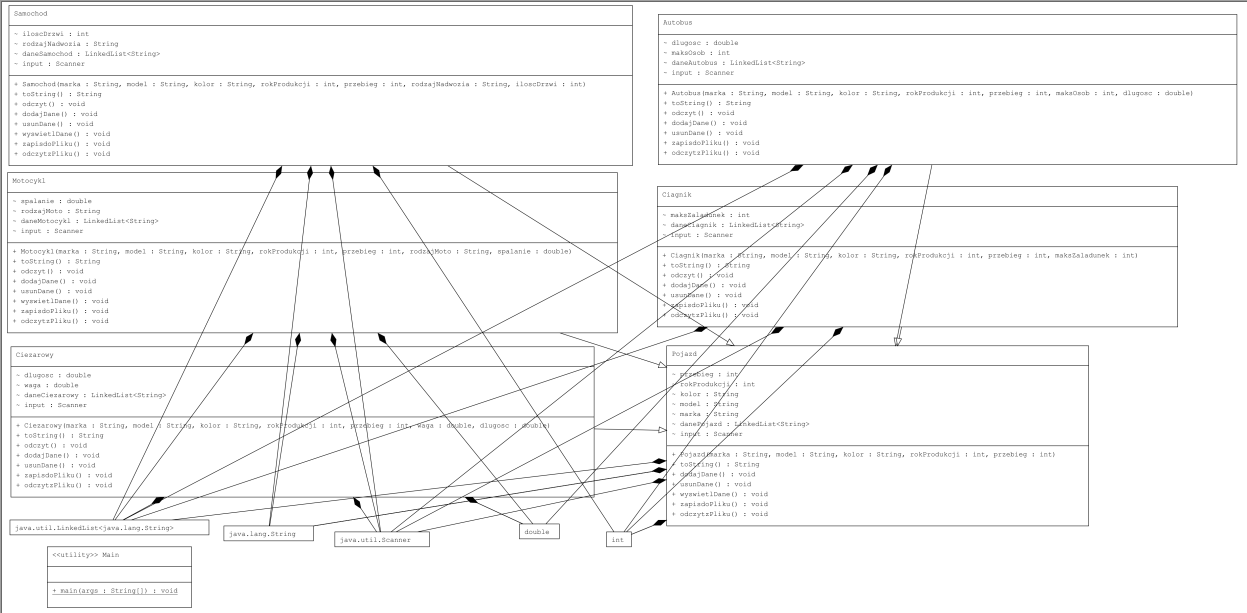 Samochod
~ iloscDrzwi : int
~ rodzajNadwozia : String
~ daneSamochod : LinkedList<String>
~ input : Scanner
+ Samochod(marka : String, model : String, kolor : String, rokProdukcji : int, przebieg : int, rodzajNadwozia : String, iloscDrzwi : int)
+ toString() : String
+ odczyt() : void
+ dodajDane() : void
+ usunDane() : void
+ wyswietlDane() : void
+ zapisdoPliku() : void
+ odczytzPliku() : void
Autobus
~ dlugosc : double
~ maksOsob : int
~ daneAutobus : LinkedList<String>
~ input : Scanner
+ Autobus(marka : String, model : String, kolor : String, rokProdukcji : int, przebieg : int, maksOsob : int, dlugosc : double)
+ toString() : String
+ odczyt() : void
+ dodajDane() : void
+ usunDane() : void
+ zapisdoPliku() : void
+ odczytzPliku() : void
Motocykl
~ spalanie : double
~ rodzajMoto : String
~ daneMotocykl : LinkedList<String>
~ input : Scanner
+ Motocykl(marka : String, model : String, kolor : String, rokProdukcji : int, przebieg : int, rodzajMoto : String, spalanie : double)
+ toString() : String
+ odczyt() : void
+ dodajDane() : void
+ usunDane() : void
+ wyswietlDane() : void
+ zapisdoPliku() : void
+ odczytzPliku() : void
Ciagnik
~ maksZaladunek : int
~ daneCiagnik : LinkedList<String>
~ input : Scanner
+ Ciagnik(marka : String, model : String, kolor : String, rokProdukcji : int, przebieg : int, maksZaladunek : int)
+ toString() : String
+ odczyt() : void
+ dodajDane() : void
+ usunDane() : void
+ zapisdoPliku() : void
+ odczytzPliku() : void
Ciezarowy
~ dlugosc : double
~ waga : double
~ daneCiezarowy : LinkedList<String>
~ input : Scanner
+ Ciezarowy(marka : String, model : String, kolor : String, rokProdukcji : int, przebieg : int, waga : double, dlugosc : double)
+ toString() : String
+ odczyt() : void
+ dodajDane() : void
+ usunDane() : void
+ zapisdoPliku() : void
+ odczytzPliku() : void
Pojazd
~ przebieg : int
~ rokProdukcji : int
~ kolor : String
~ model : String
~ marka : String
~ danePojazd : LinkedList<String>
~ input : Scanner
+ Pojazd(marka : String, model : String, kolor : String, rokProdukcji : int, przebieg : int)
+ toString() : String
+ dodajDane() : void
+ usunDane() : void
+ wyswietlDane() : void
+ zapisdoPliku() : void
+ odczytzPliku() : void
java.util.LinkedList<java.lang.String>
java.lang.String
java.util.Scanner
double
int
<<utility>> Main
+ main(args : String[]) : void